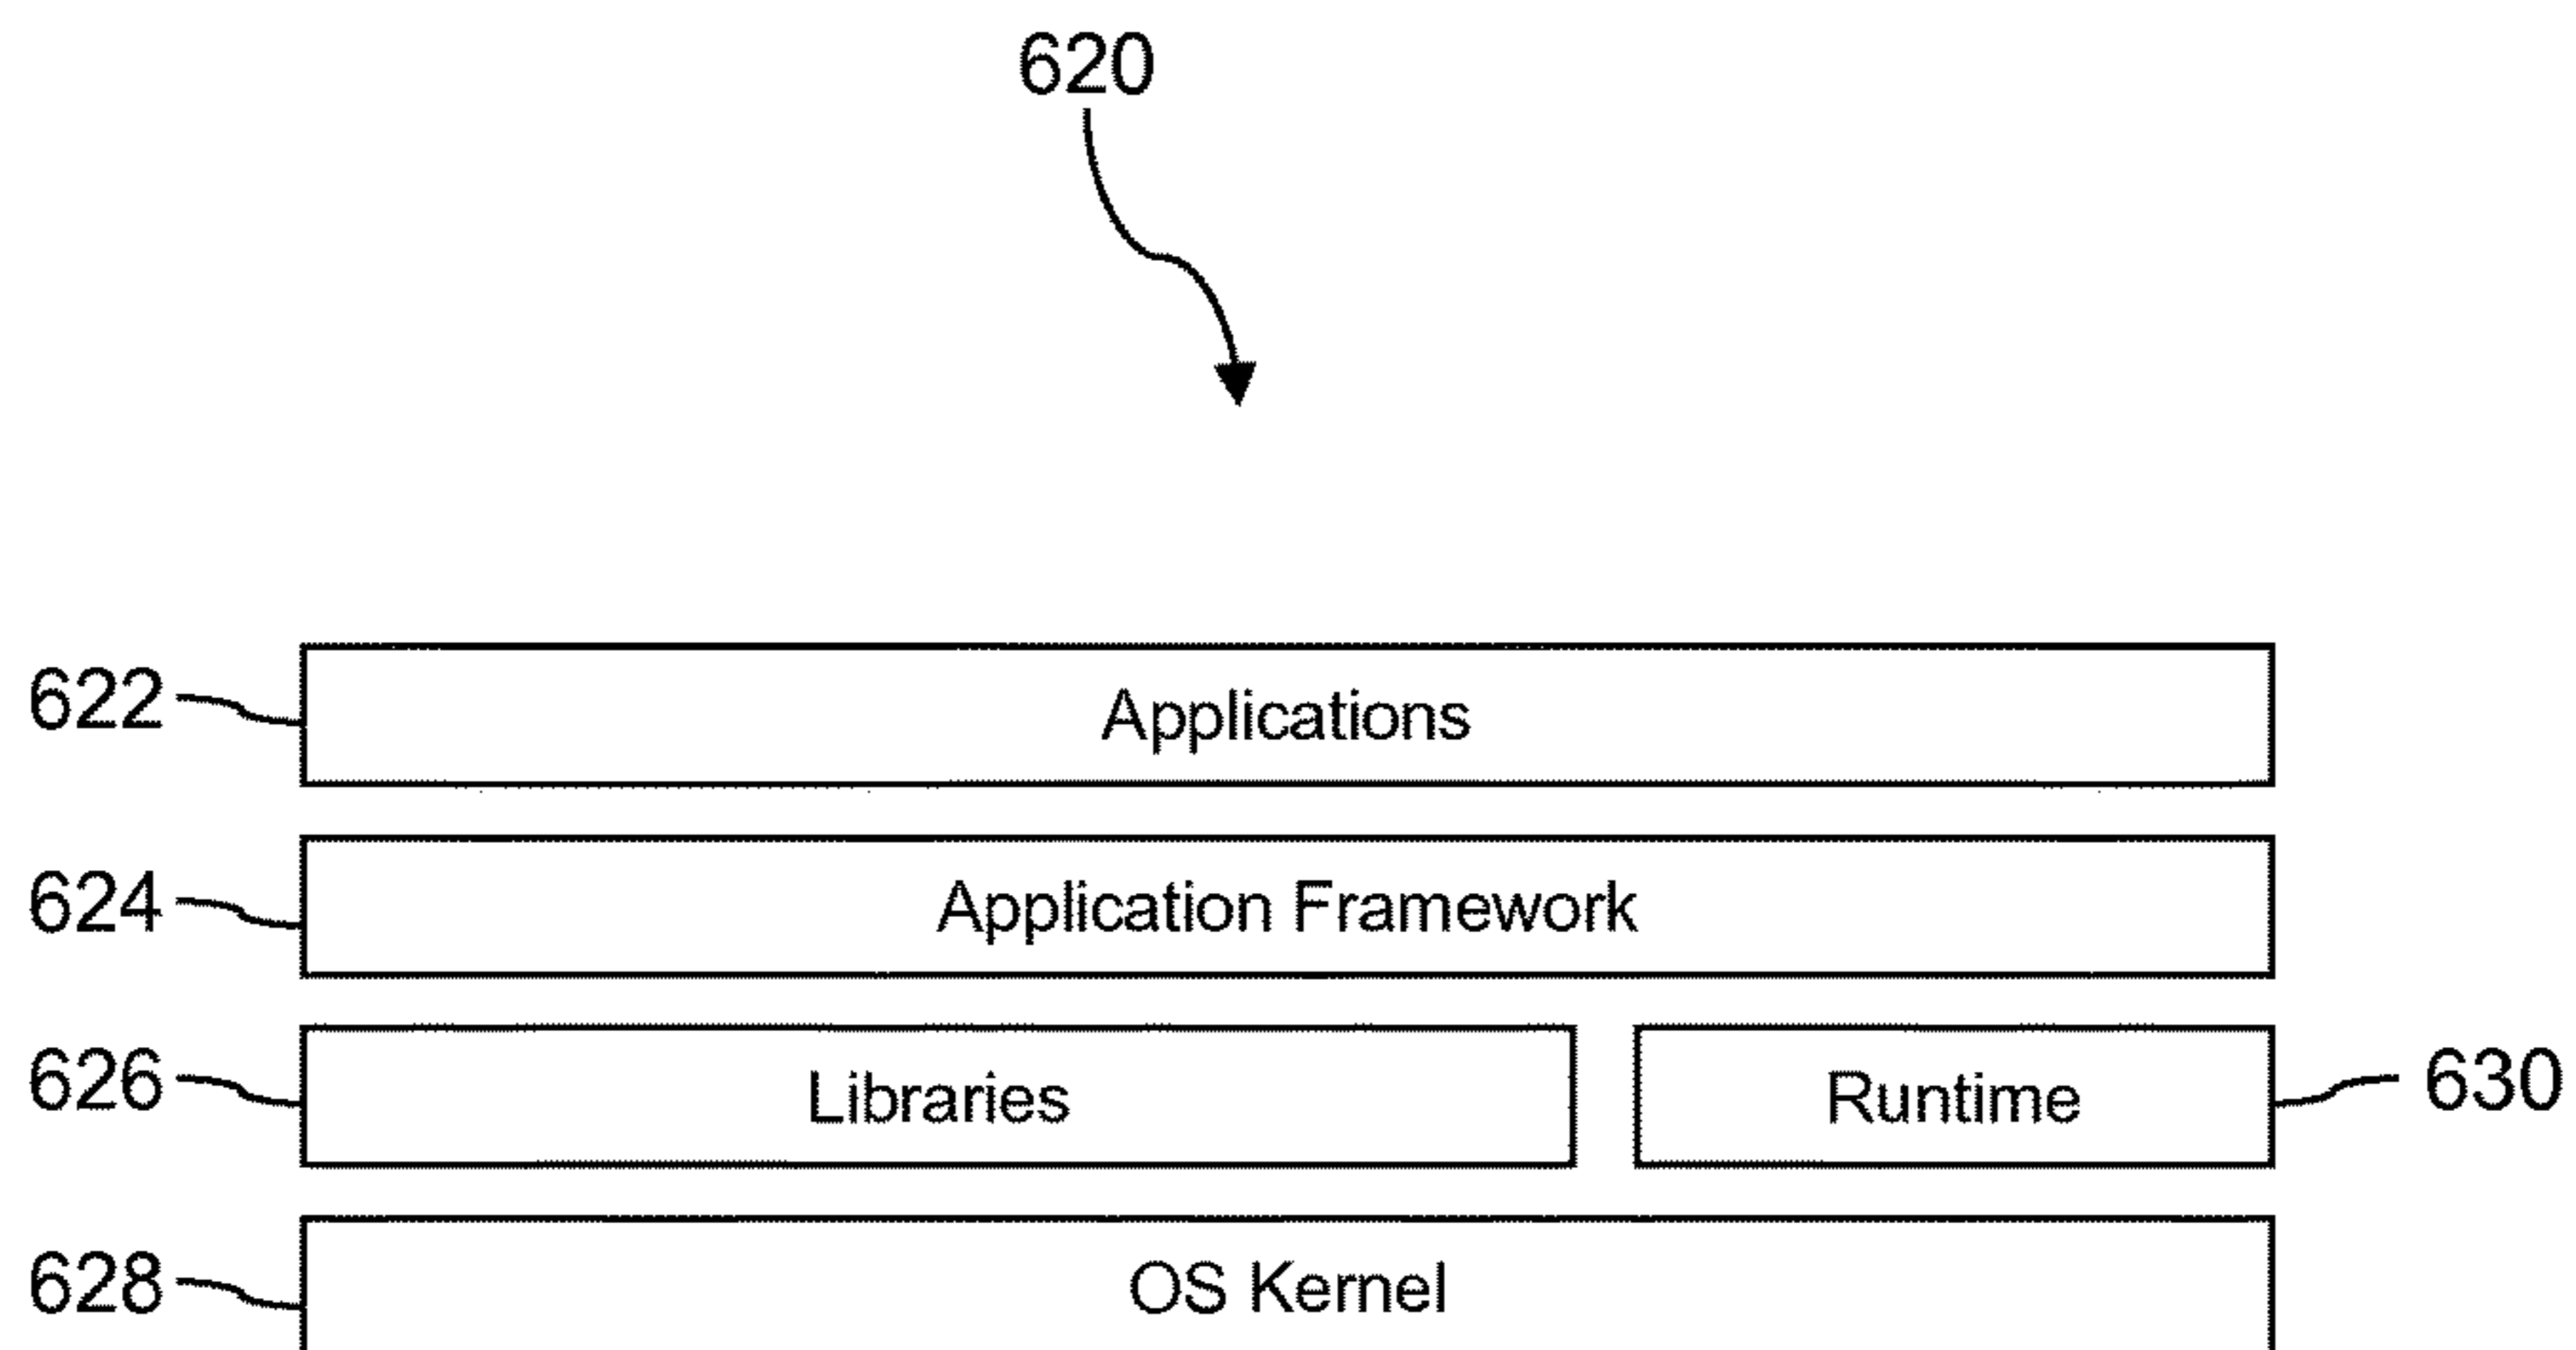 620
622 Applications
624 Application Framework
626 Libraries Runtime 630
628 OS Kernel